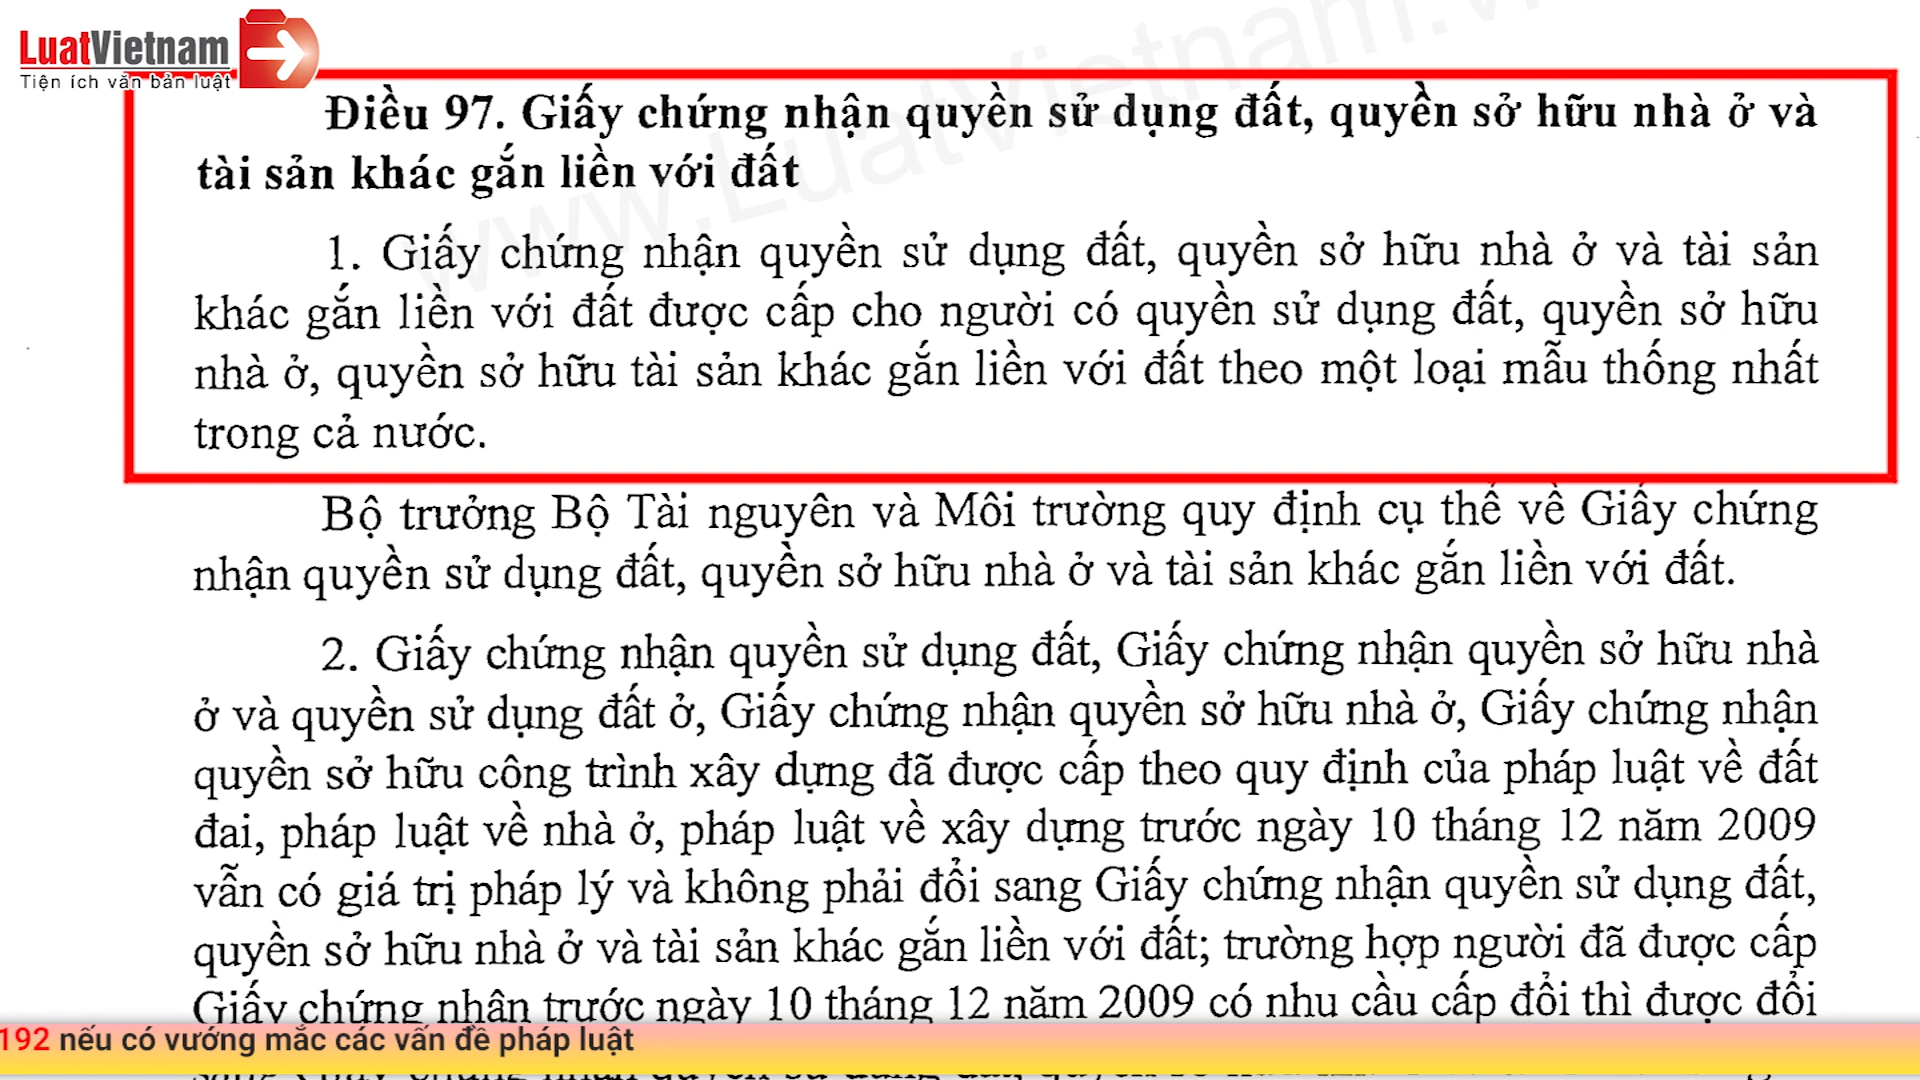 LuatVietnam
Tiện ích văn bản luật
www.LuatVietnam.v
Điều 97. Giấy chứng nhận quyền sử dụng đất, quyền sở hữu nhà ở và
tài sản khác gắn liền với đất
1. Giấy chứng nhận quyền sử dụng đất, quyền sở hữu nhà ở và tài sản
khác gắn liền với đất được cấp cho người có quyền sử dụng đất, quyền sở hữu
nhà ở, quyền sở hữu tài sản khác gắn liền với đất theo một loại mẫu thống nhất
trong cả nước.
Bộ trưởng Bộ Tài nguyên và Môi trường quy định cụ thể về Giấy chứng
nhận quyền sử dụng đất, quyền sở hữu nhà ở và tài sản khác gắn liền với đất.
2. Giấy chứng nhận quyền sử dụng đất, Giấy chứng nhận quyền sở hữu nhà
ở và quyền sử dụng đất ở, Giấy chứng nhận quyền sở hữu nhà ở, Giấy chứng nhận
quyền sở hữu công trình xây dựng đã được cấp theo quy định của pháp luật về đất
đai, pháp luật về nhà ở, pháp luật về xây dựng trước ngày 10 tháng 12 năm 2009
vẫn có giá trị pháp lý và không phải đổi sang Giấy chứng nhận quyền sử dụng đất,
quyền sở hữu nhà ở và tài sản khác gắn liền với đất; trường hợp người đã được cấp
Giấy chứng nhận trước ngày 10 tháng 12 năm 2009 có nhu cầu cấp đổi thì được đổi
192 nếu có vướng mắc các vấn đề pháp luật